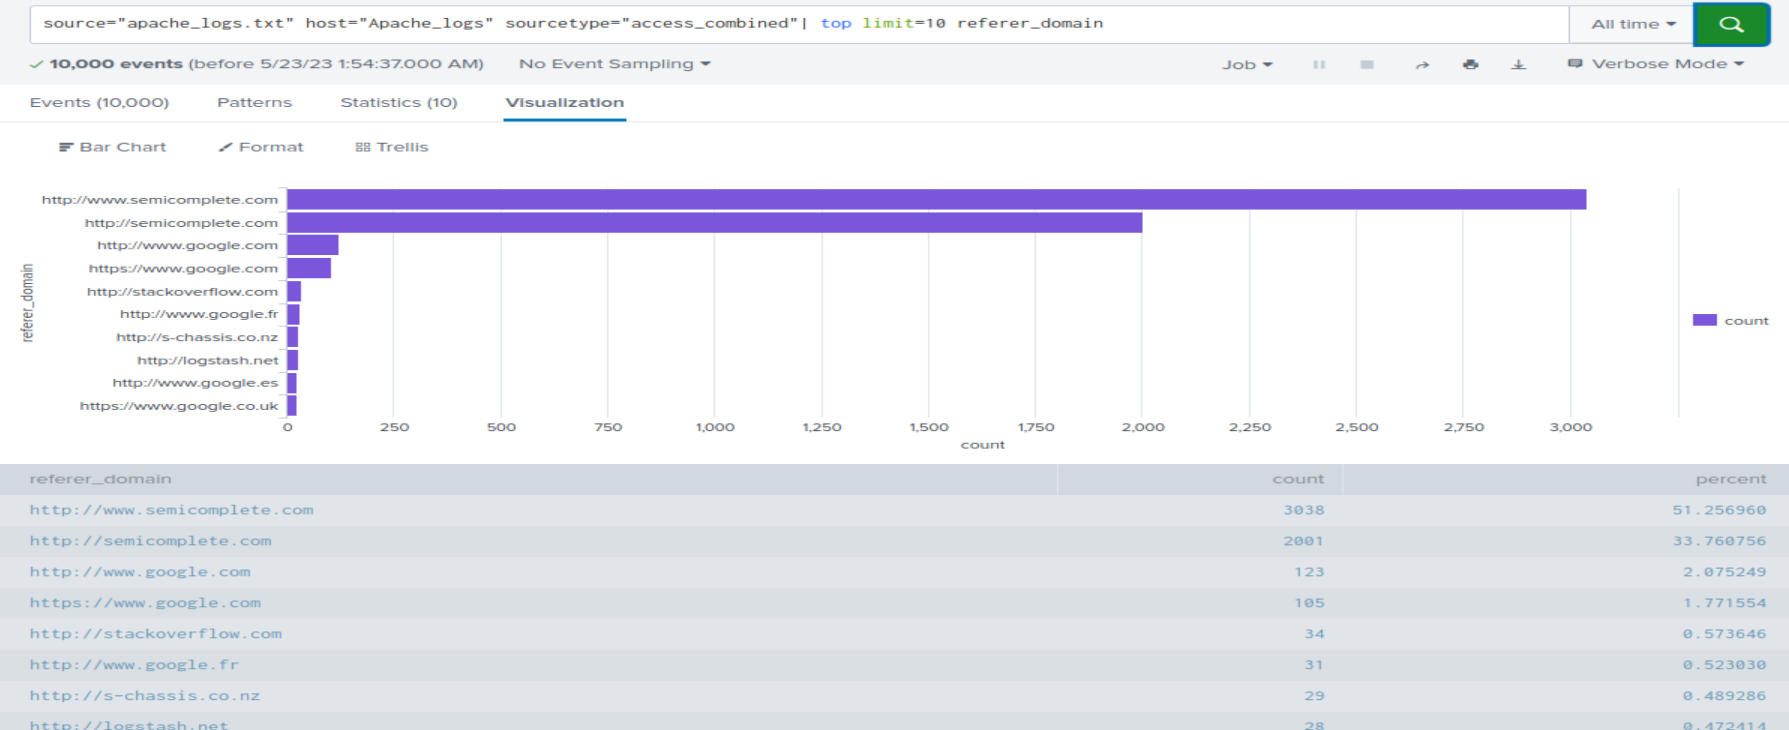 source="apache_logs.txt" host="Apache_logs" sourcetype="access_combined"| top limit=10 referer_domain
All time
10,000 events (before 5/23/23 1:54:37.000 AM) No Event Sampling Job Verbose Mode
Events (10,000) Patterns Statistics (10) Visualization
Bar Chart Format Trellis
referer_domain
http://www.semicomplete.com
http://semicomplete.com
http://www.google.com
https://www.google.com
http://stackoverflow.com
http://www.google.fr
http://s-chassis.co.nz
http://logstash.net
http://www.google.es
https://www.google.co.uk
0 250 500 750 1,000 1,250 1,500 1,750 2,000 2,250 2,500 2,750 3,000
count
count
referer_domain count percent
http://www.semicomplete.com 3038 51.256960
http://semicomplete.com 2001 33.760756
http://www.google.com 123 2.075249
https://www.google.com 105 1.771554
http://stackoverflow.com 34 0.573646
http://www.google.fr 31 0.523030
http://s-chassis.co.nz 29 0.489286
http://logstash.net 28 0.472414